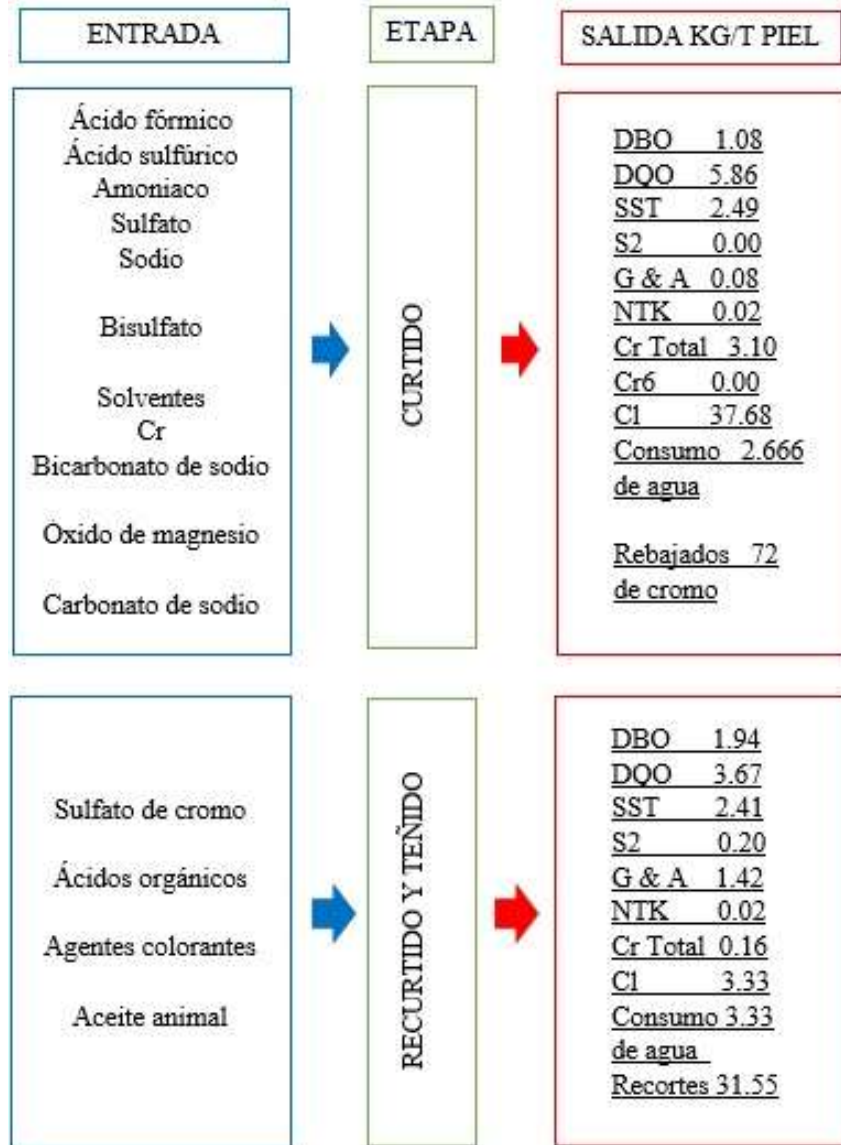 ENTRADA
ETAPA
SALIDA KG/T PIEL
Ácido fórmico
Ácido sulfúrico
Amoniaco
Sulfato
Sodio
Bisulfato
Solventes
Cr
Bicarbonato de sodio
Óxido de magnesio
Carbonato de sodio
CURTIDO
DBO 1.08
DQO 5.86
SST 2.49
S2 0.00
G & A 0.08
NTK 0.02
Cr Total 3.10
Cr6 0.00
Cl 37.68
Consumo 2.666
de agua
Rebajados 72
de cromo
Sulfato de cromo
Ácidos orgánicos
Agentes colorantes
Aceite animal
RECURTIDO Y TEÑIDO
DBO 1.94
DQO 3.67
SST 2.41
S2 0.20
G & A 1.42
NTK 0.02
Cr Total 0.16
Cl 3.33
Consumo 3.33
de agua
Recortes 31.55